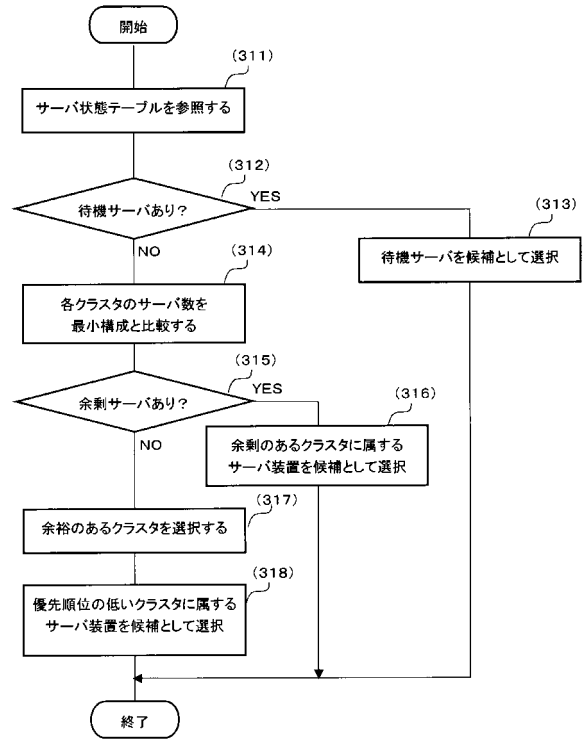 開始
(311)
サーバ状態テーブルを参照する
(312)
待機サーバあり?
YES
(313)
待機サーバを候補として選択
NO
(314)
各クラスタのサーバ数を
最小構成と比較する
(315)
余剰サーバあり?
YES
(316)
余剰のあるクラスタに属する
サーバ装置を候補として選択
NO
(317)
余裕のあるクラスタを選択する
(318)
優先順位の低いクラスタに属する
サーバ装置を候補として選択
終了